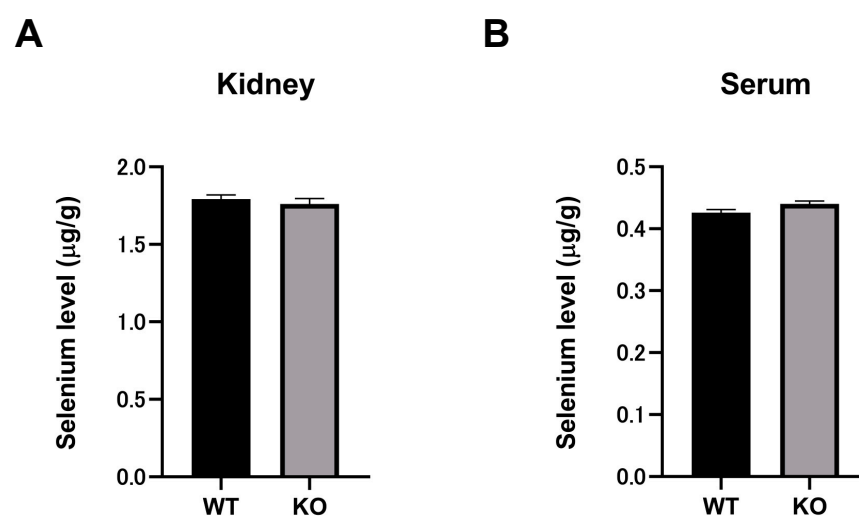 A
Kidney
Selenium level (μg/g)
2.0
1.5
1.0
0.5
0.0
WT KO
B
Serum
Selenium level (μg/g)
0.5
0.4
0.3
0.2
0.1
0.0
WT KO